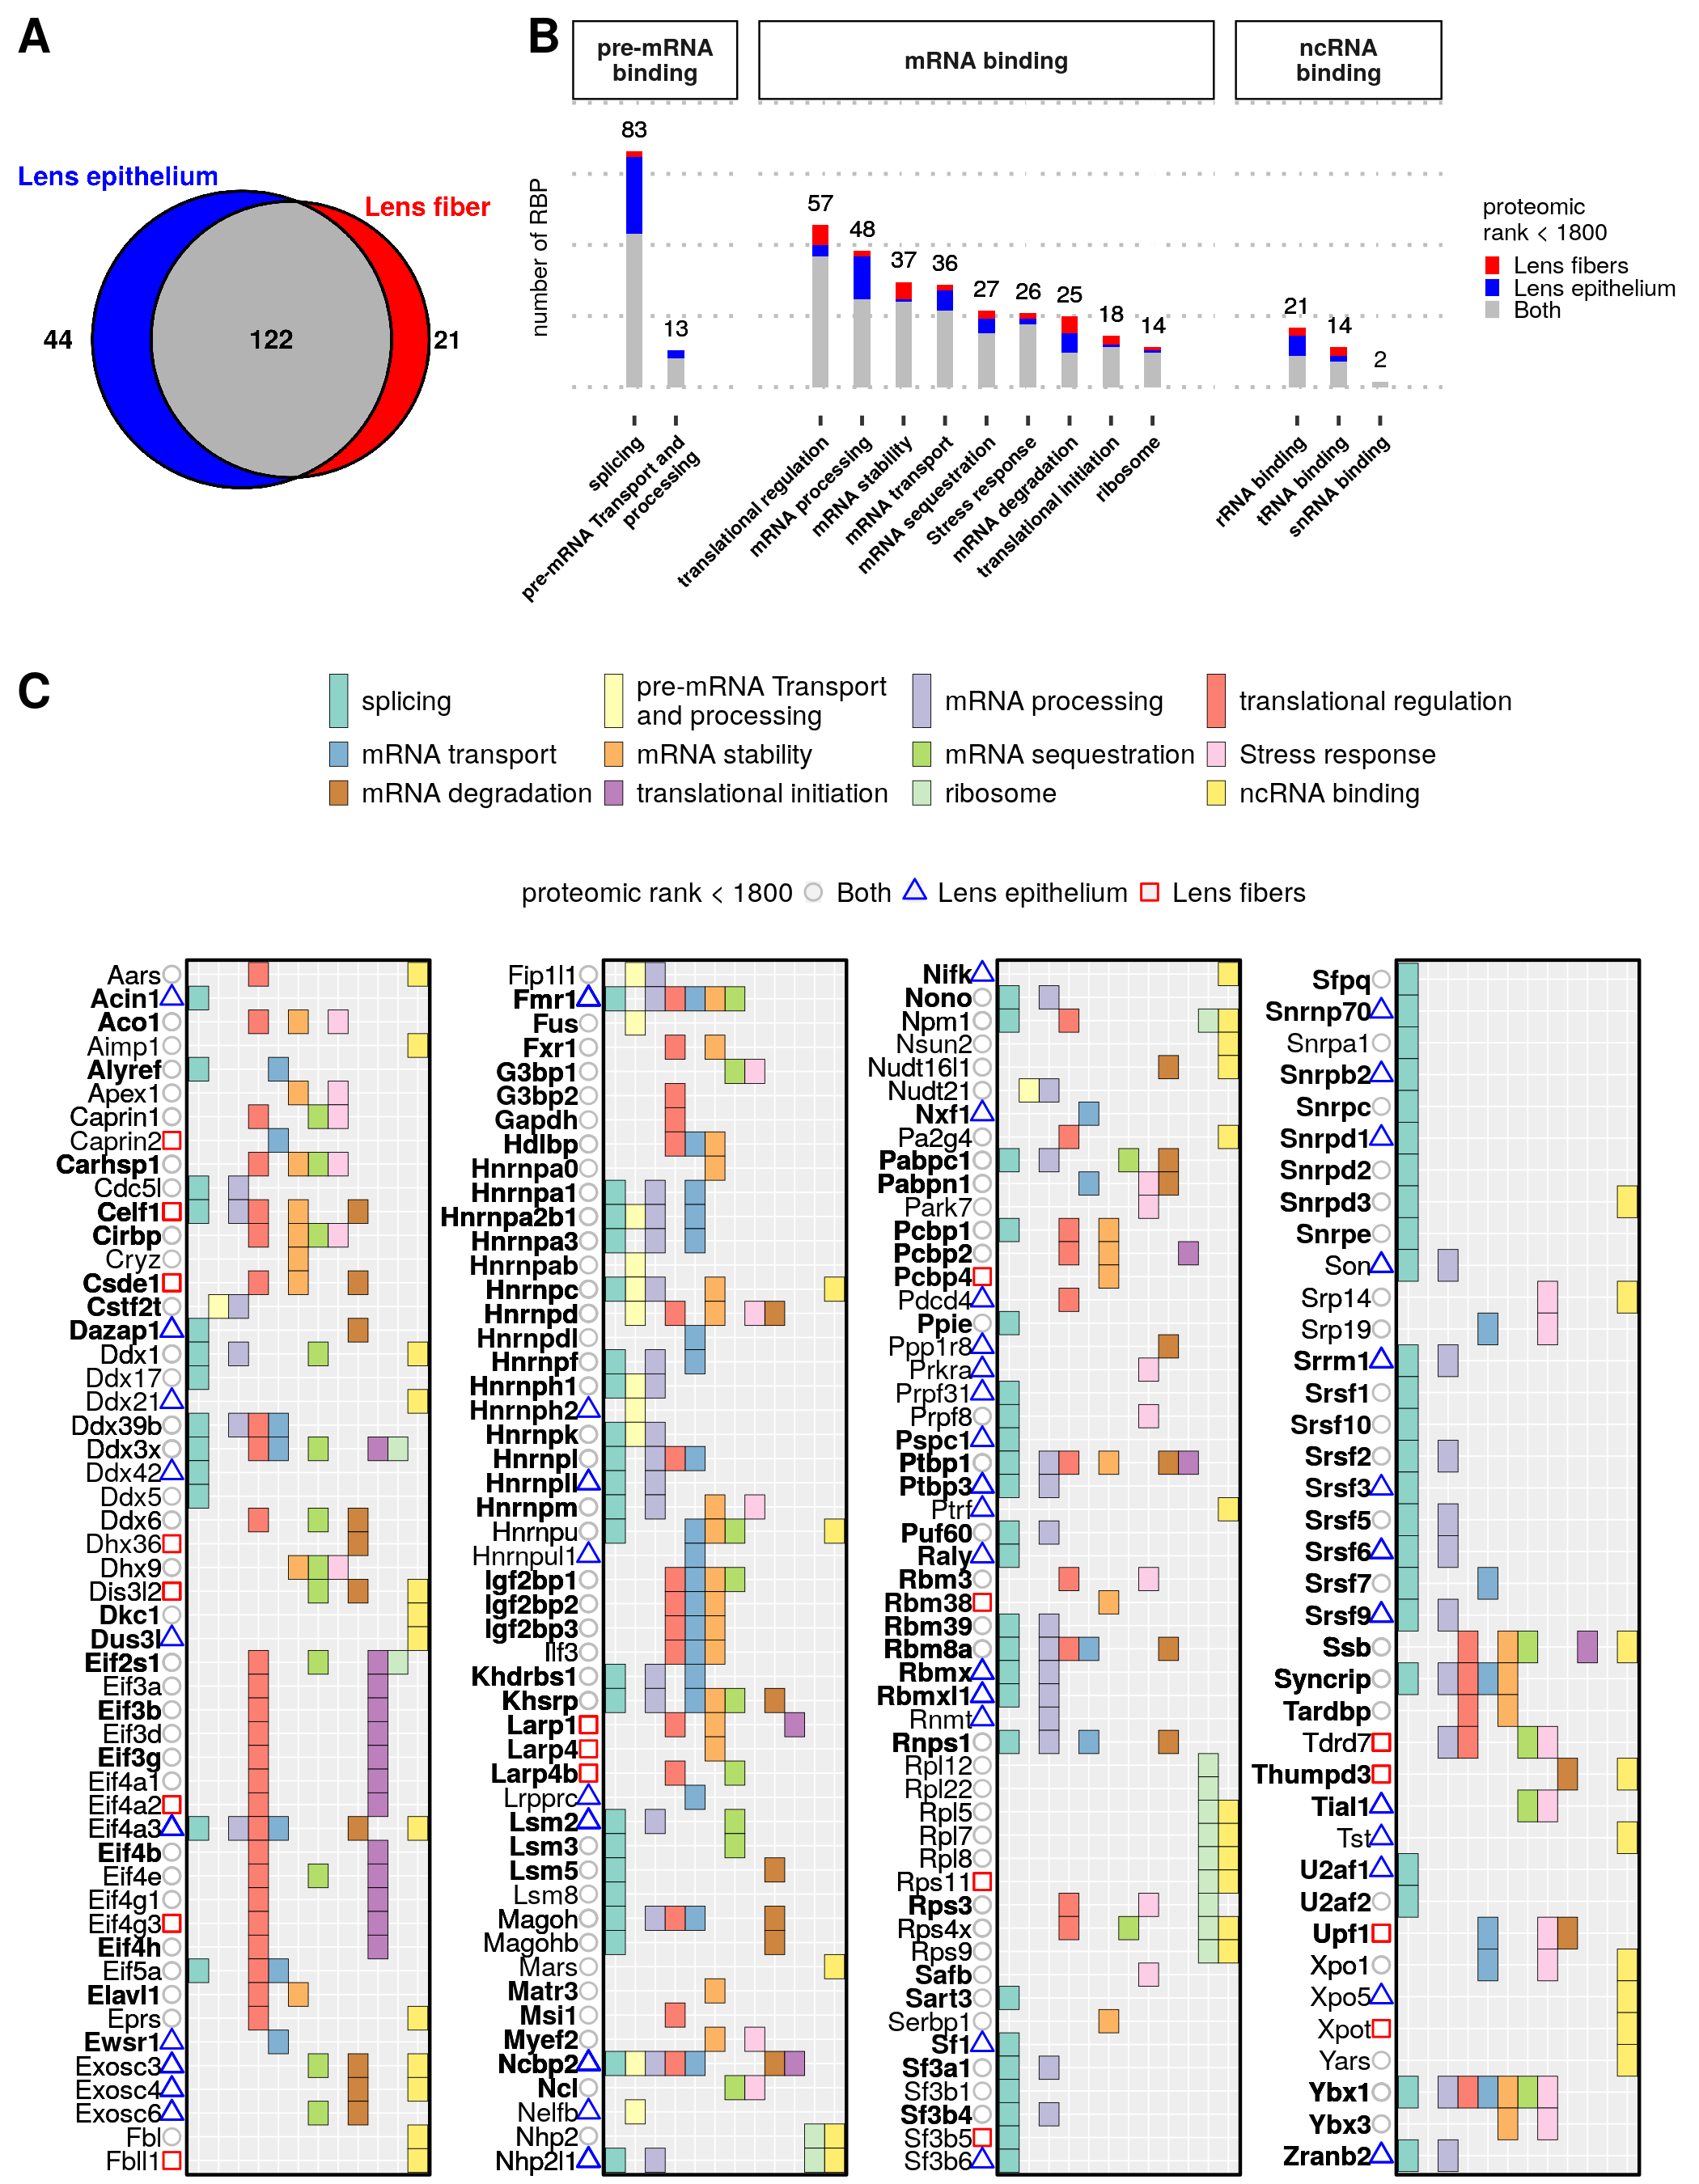 A
Lens epithelium
Lens fiber
44
122
21
B
pre-mRNA
binding
mRNA binding
ncRNA
binding
number of RBP
83
13
57
48
37
36
27
26
25
18
14
21
14
2
splicing
pre-mRNA Transport and
processing
translational regulation
mRNA processing
mRNA stability
mRNA transport
mRNA sequestration
Stress response
mRNA degradation
translational initiation
ribosome
rRNA binding
tRNA binding
snRNA binding
proteomic
rank < 1800
Lens fibers
Lens epithelium
Both
C
splicing
pre-mRNA Transport
and processing
mRNA processing
translational regulation
mRNA transport
mRNA stability
mRNA sequestration
Stress response
mRNA degradation
translational initiation
ribosome
ncRNA binding
proteomic rank < 1800 Both Lens epithelium Lens fibers
Aars
Acin1
Aco1
Aimp1
Alyref
Apex1
Caprin1
Caprin2
Carhsp1
Cdc5l
Celf1
Cirbp
Cryz
Csde1
Cstf2t
Dazap1
Ddx1
Ddx17
Ddx21
Ddx39b
Ddx3x
Ddx42
Ddx5
Ddx6
Dhx36
Dhx9
Dis3l2
Dkc1
Dus3l
Eif2s1
Eif3a
Eif3b
Eif3d
Eif3g
Eif4a1
Eif4a2
Eif4a3
Eif4b
Eif4e
Eif4g1
Eif4g3
Eif4h
Eif5a
Elavl1
Eprs
Ewsr1
Exosc3
Exosc4
Exosc6
Fbl
Fbll1
Fip1l1
Fmr1
Fus
Fxr1
G3bp1
G3bp2
Gapdh
Hdlbp
Hnrnpa0
Hnrnpa1
Hnrnpa2b1
Hnrnpa3
Hnrnpab
Hnrnpc
Hnrnpd
Hnrnpdl
Hnrnpf
Hnrnph1
Hnrnph2
Hnrnpk
Hnrnpl
Hnrnpll
Hnrnpm
Hnrnpu
Hnrnpul1
Igf2bp1
Igf2bp2
Igf2bp3
Ilf3
Khdrbs1
Khsrp
Larp1
Larp4
Larp4b
Lrpprc
Lsm2
Lsm3
Lsm5
Lsm8
Magoh
Magohb
Mars
Matr3
Msi1
Myef2
Ncbp2
Ncl
Nelfb
Nhp2
Nhp2l1
Nifk
Nono
Npm1
Nsun2
Nudt16l1
Nudt21
Nxf1
Pa2g4
Pabpc1
Pabpn1
Park7
Pcbp1
Pcbp2
Pcbp4
Pdcd4
Ppie
Ppp1r8
Prkra
Prpf31
Prpf8
Pspc1
Ptbp1
Ptbp3
Ptrf
Puf60
Raly
Rbm3
Rbm38
Rbm39
Rbm8a
Rbmx
Rbmxl1
Rnmt
Rnps1
Rpl12
Rpl22
Rpl5
Rpl7
Rpl8
Rps11
Rps3
Rps4x
Rps9
Safb
Sart3
Serbp1
Sf1
Sf3a1
Sf3b1
Sf3b4
Sf3b5
Sf3b6
Sfpq
Snrnp70
Snrpa1
Snrpb2
Snrpc
Snrpd1
Snrpd2
Snrpd3
Snrpe
Son
Srp14
Srp19
Srrm1
Srsf1
Srsf10
Srsf2
Srsf3
Srsf5
Srsf6
Srsf7
Srsf9
Ssb
Syncrip
Tardbp
Tdrd7
Thumpd3
Tial1
Tst
U2af1
U2af2
Upf1
Xpo1
Xpo5
Xpot
Yars
Ybx1
Ybx3
Zranb2